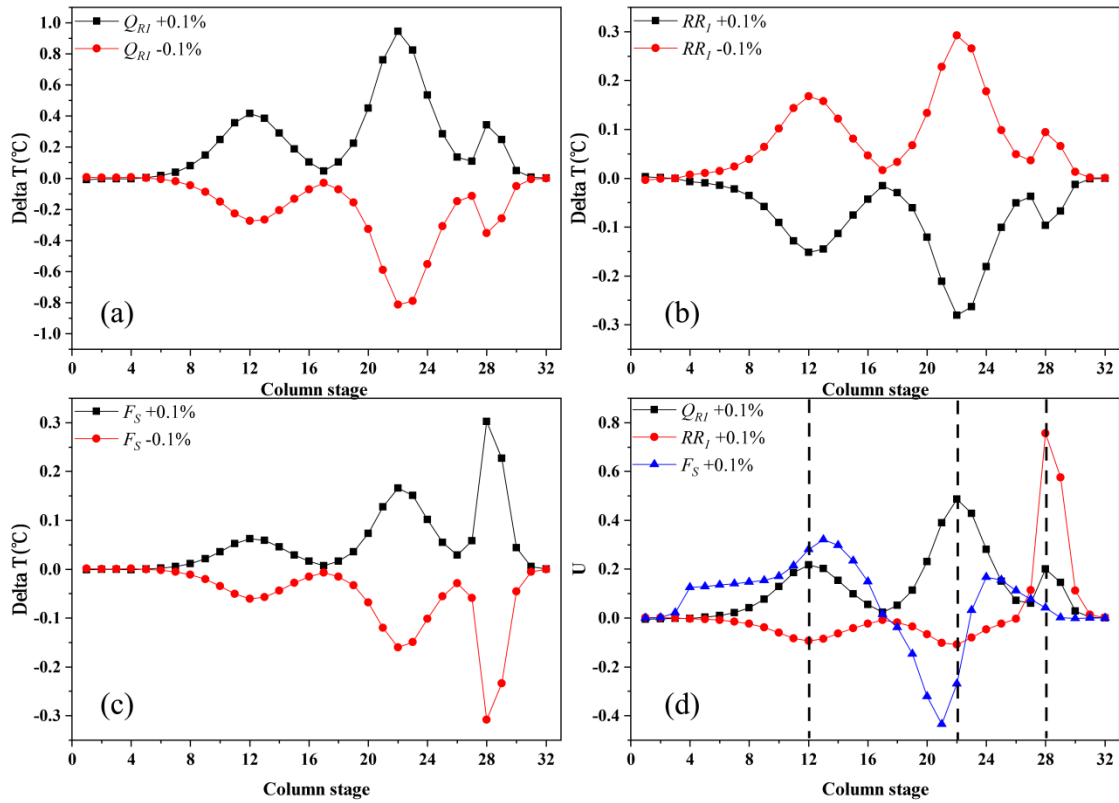 Q_RI +0.1%
Q_RI -0.1%
Delta T(℃)
1.0
0.8
0.6
0.4
0.2
0.0
-0.2
-0.4
-0.6
-0.8
-1.0
(a)
0 4 8 12 16 20 24 28 32
Column stage
RR_I +0.1%
RR_I -0.1%
Delta T(℃)
0.3
0.2
0.1
0.0
-0.1
-0.2
-0.3
(b)
0 4 8 12 16 20 24 28 32
Column stage
F_S +0.1%
F_S -0.1%
Delta T(℃)
0.3
0.2
0.1
0.0
-0.1
-0.2
-0.3
(c)
0 4 8 12 16 20 24 28 32
Column stage
Q_RI +0.1%
RR_I +0.1%
F_S +0.1%
U
0.8
0.6
0.4
0.2
0.0
-0.2
-0.4
(d)
0 4 8 12 16 20 24 28 32
Column stage